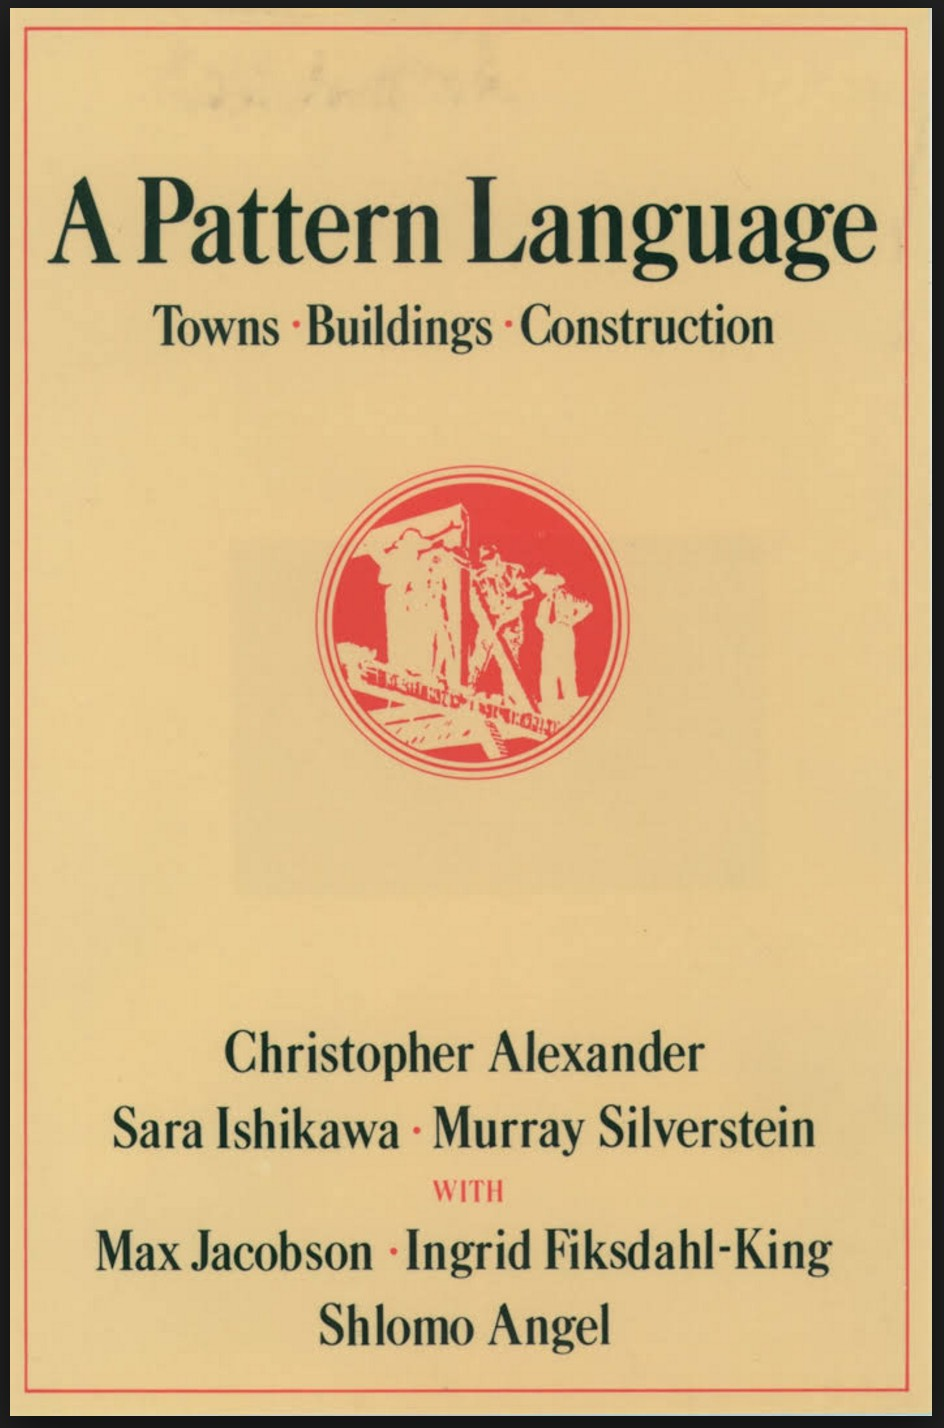 A Pattern Language
Towns · Buildings · Construction
Christopher Alexander
Sara Ishikawa · Murray Silverstein
WITH
Max Jacobson · Ingrid Fiksdahl-King
Shlomo Angel